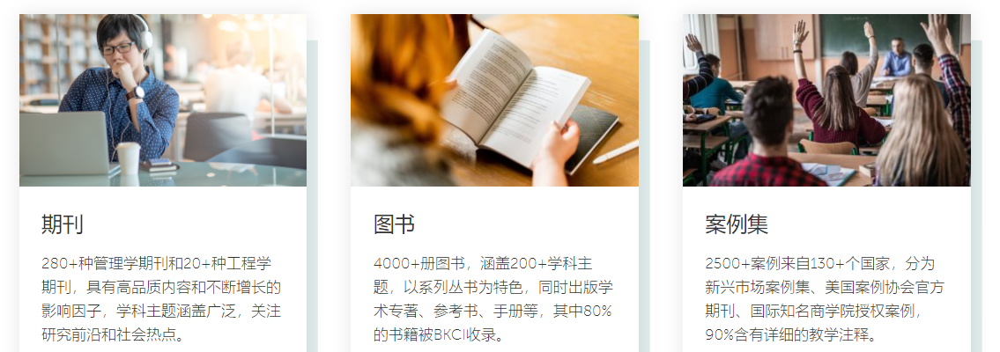 期刊
280+种管理学期刊和20+种工程学
期刊，具有高品质内容和不断增长的
影响因子，学科主题涵盖广泛，关注
研究前沿和社会热点。
图书
4000+册图书，涵盖200+学科主
题，以系列丛书为特色，同时出版学
术专著、参考书、手册等，其中80%
的书籍被BKCI收录。
案例集
2500+案例来自130+个国家，分为
新兴市场案例集、美国案例协会官方
期刊、国际知名商学院授权案例，
90%含有详细的教学注释。